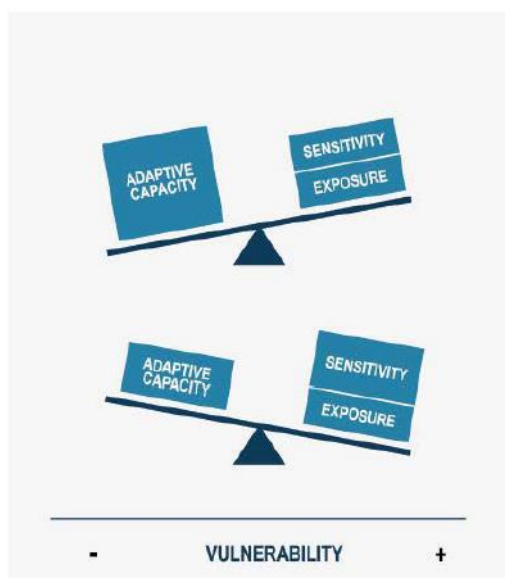 ADAPTIVE
CAPACITY
SENSITIVITY
EXPOSURE
ADAPTIVE
CAPACITY
SENSITIVITY
EXPOSURE
- VULNERABILITY +